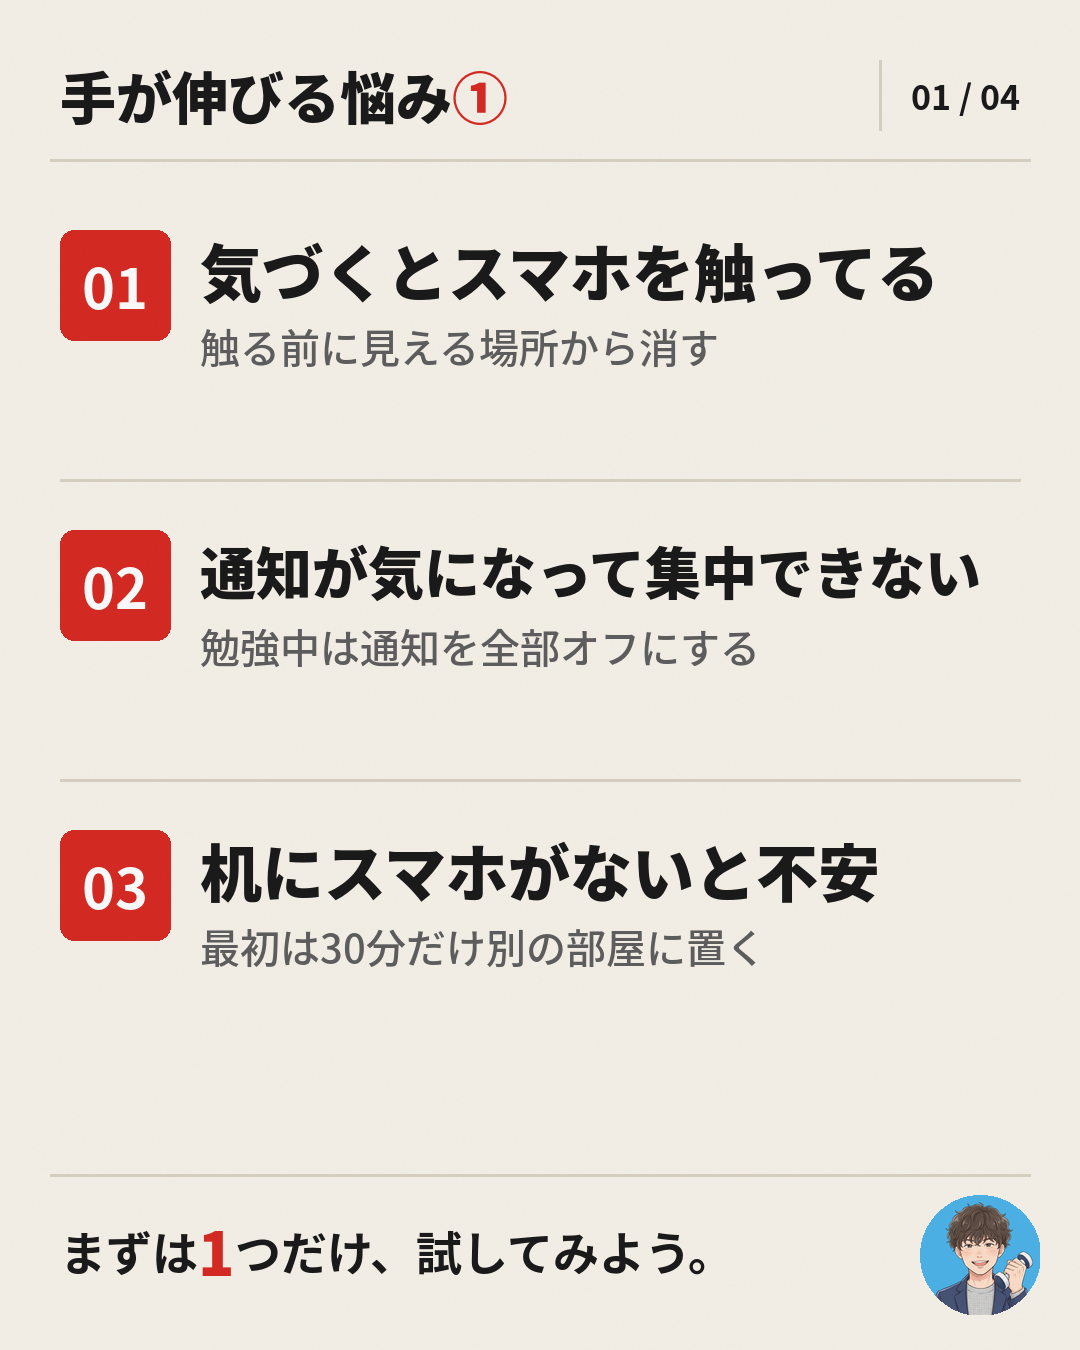 手が伸びる悩み①
01 / 04
01
気づくとスマホを触ってる
触る前に見える場所から消す
02
通知が気になって集中できない
勉強中は通知を全部オフにする
03
机にスマホがないと不安
最初は30分だけ別の部屋に置く
まずは1つだけ、試してみよう。